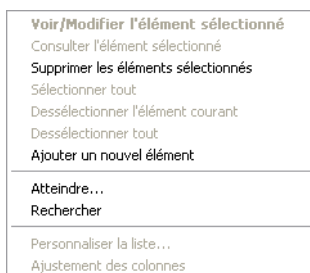 Voir/Modifier l'élément sélectionné
Consulter l'élément sélectionné
Supprimer les éléments sélectionnés
Sélectionner tout
Dessélectionner l'élément courant
Dessélectionner tout
Ajouter un nouvel élément
Atteindre...
Rechercher
Personnaliser la liste...
Ajustement des colonnes